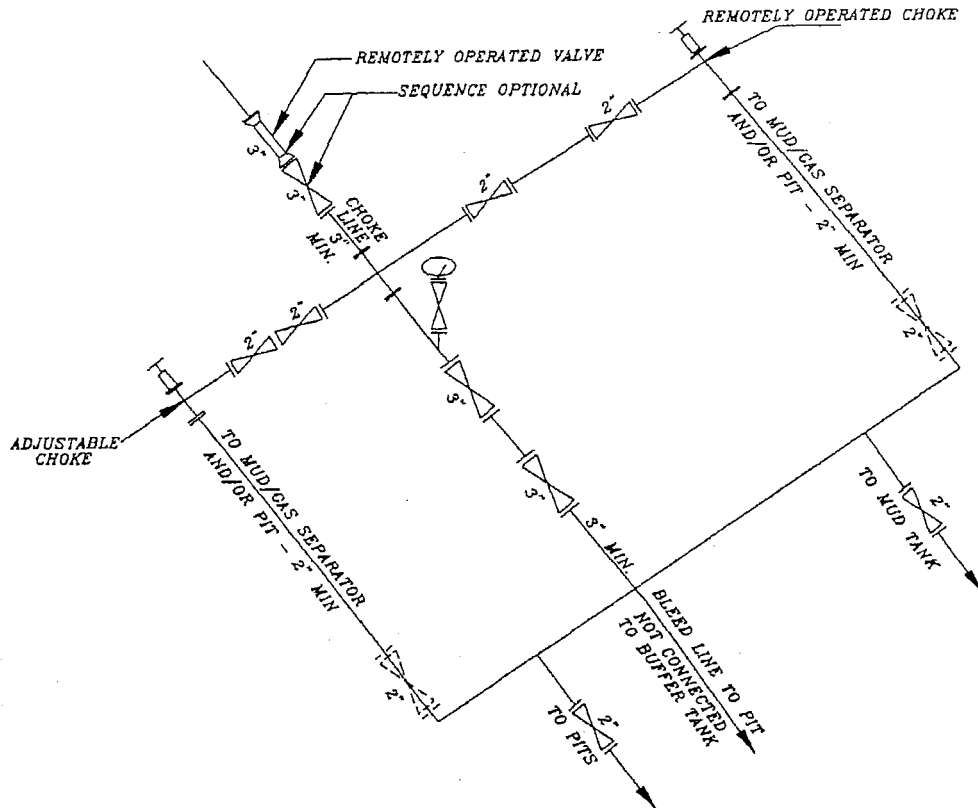 REMOTELY OPERATED CHOKE
REMOTELY OPERATED VALVE
SEQUENCE OPTIONAL
3"
3"
CHOKE
LINE
3"
MIN.
2"
2"
TO MUD/GAS SEPARATOR
AND/OR PIT - 2" MIN
2"
2"
2"
ADJUSTABLE
CHOKE
3"
3"
3" MIN.
TO MUD/GAS SEPARATOR
AND/OR PIT - 2" MIN
2"
2"
TO MUD TANK
BLEED LINE TO PIT
NOT CONNECTED
TO BUFFER TANK
2"
TO PITS